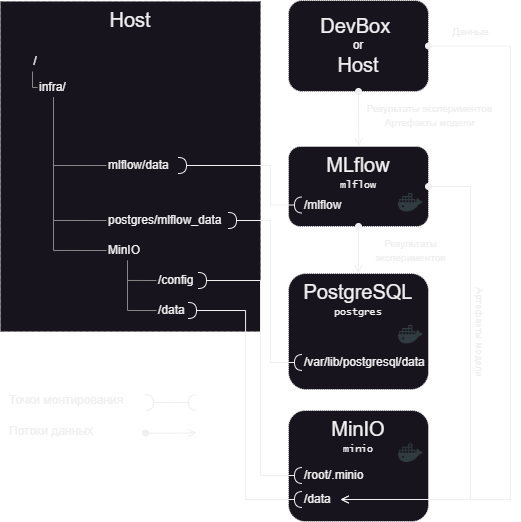 Host
/
infra/
mlflow/data
postgres/mlflow_data
MinIO
/config
/data
Точки монтирования
Потоки данных
DevBox
or
Host
Данные
Результаты экспериментов
Артефакты модели
MLflow
mlflow
/mlflow
Результаты
экспериментов
Артефакты модели
PostgreSQL
postgres
/var/lib/postgresql/data
MinIO
minio
/root/.minio
/data